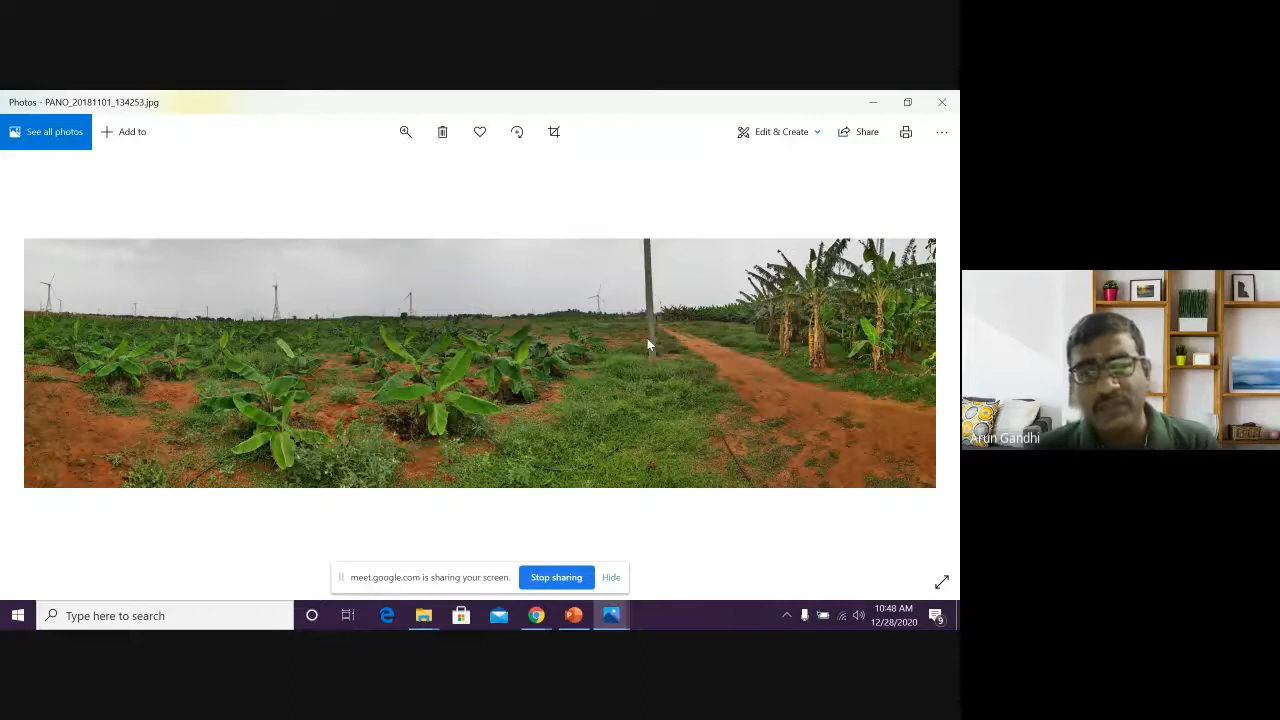 Photos - PANO_20181101_134253.jpg
See all photos
Add to
Edit & Create
Share
Arun Gandhi
meet.google.com is sharing your screen.
Stop sharing
Hide
Type here to search
10:48 AM
12/28/2020
9